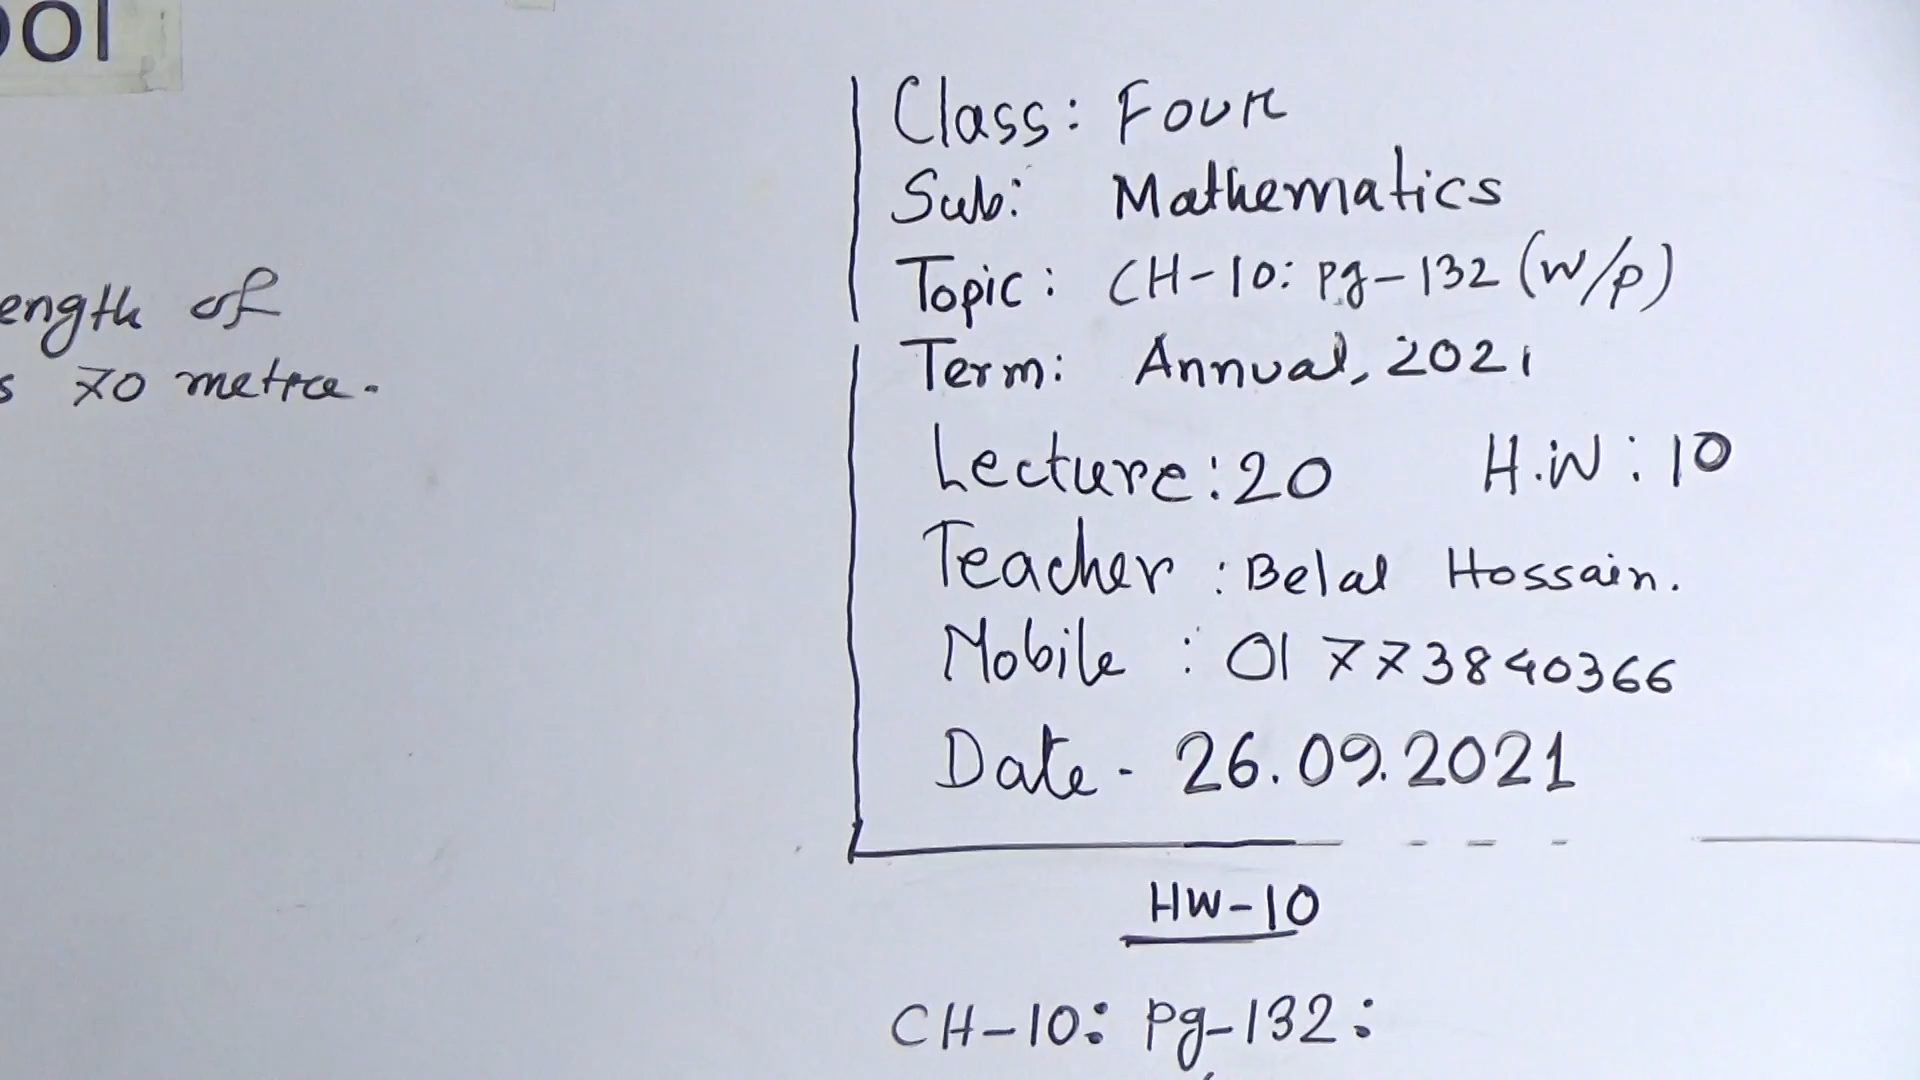 ool
ength of
s 70 metre.
Class: Four
Sub: Mathematics
Topic: CH-10: pg-132 (w/p)
Term: Annual, 2021
Lecture: 20 H.W: 10
Teacher : Belal Hossain.
Mobile : 01773840366
Date - 26.09.2021
HW-10
CH-10: pg-132: